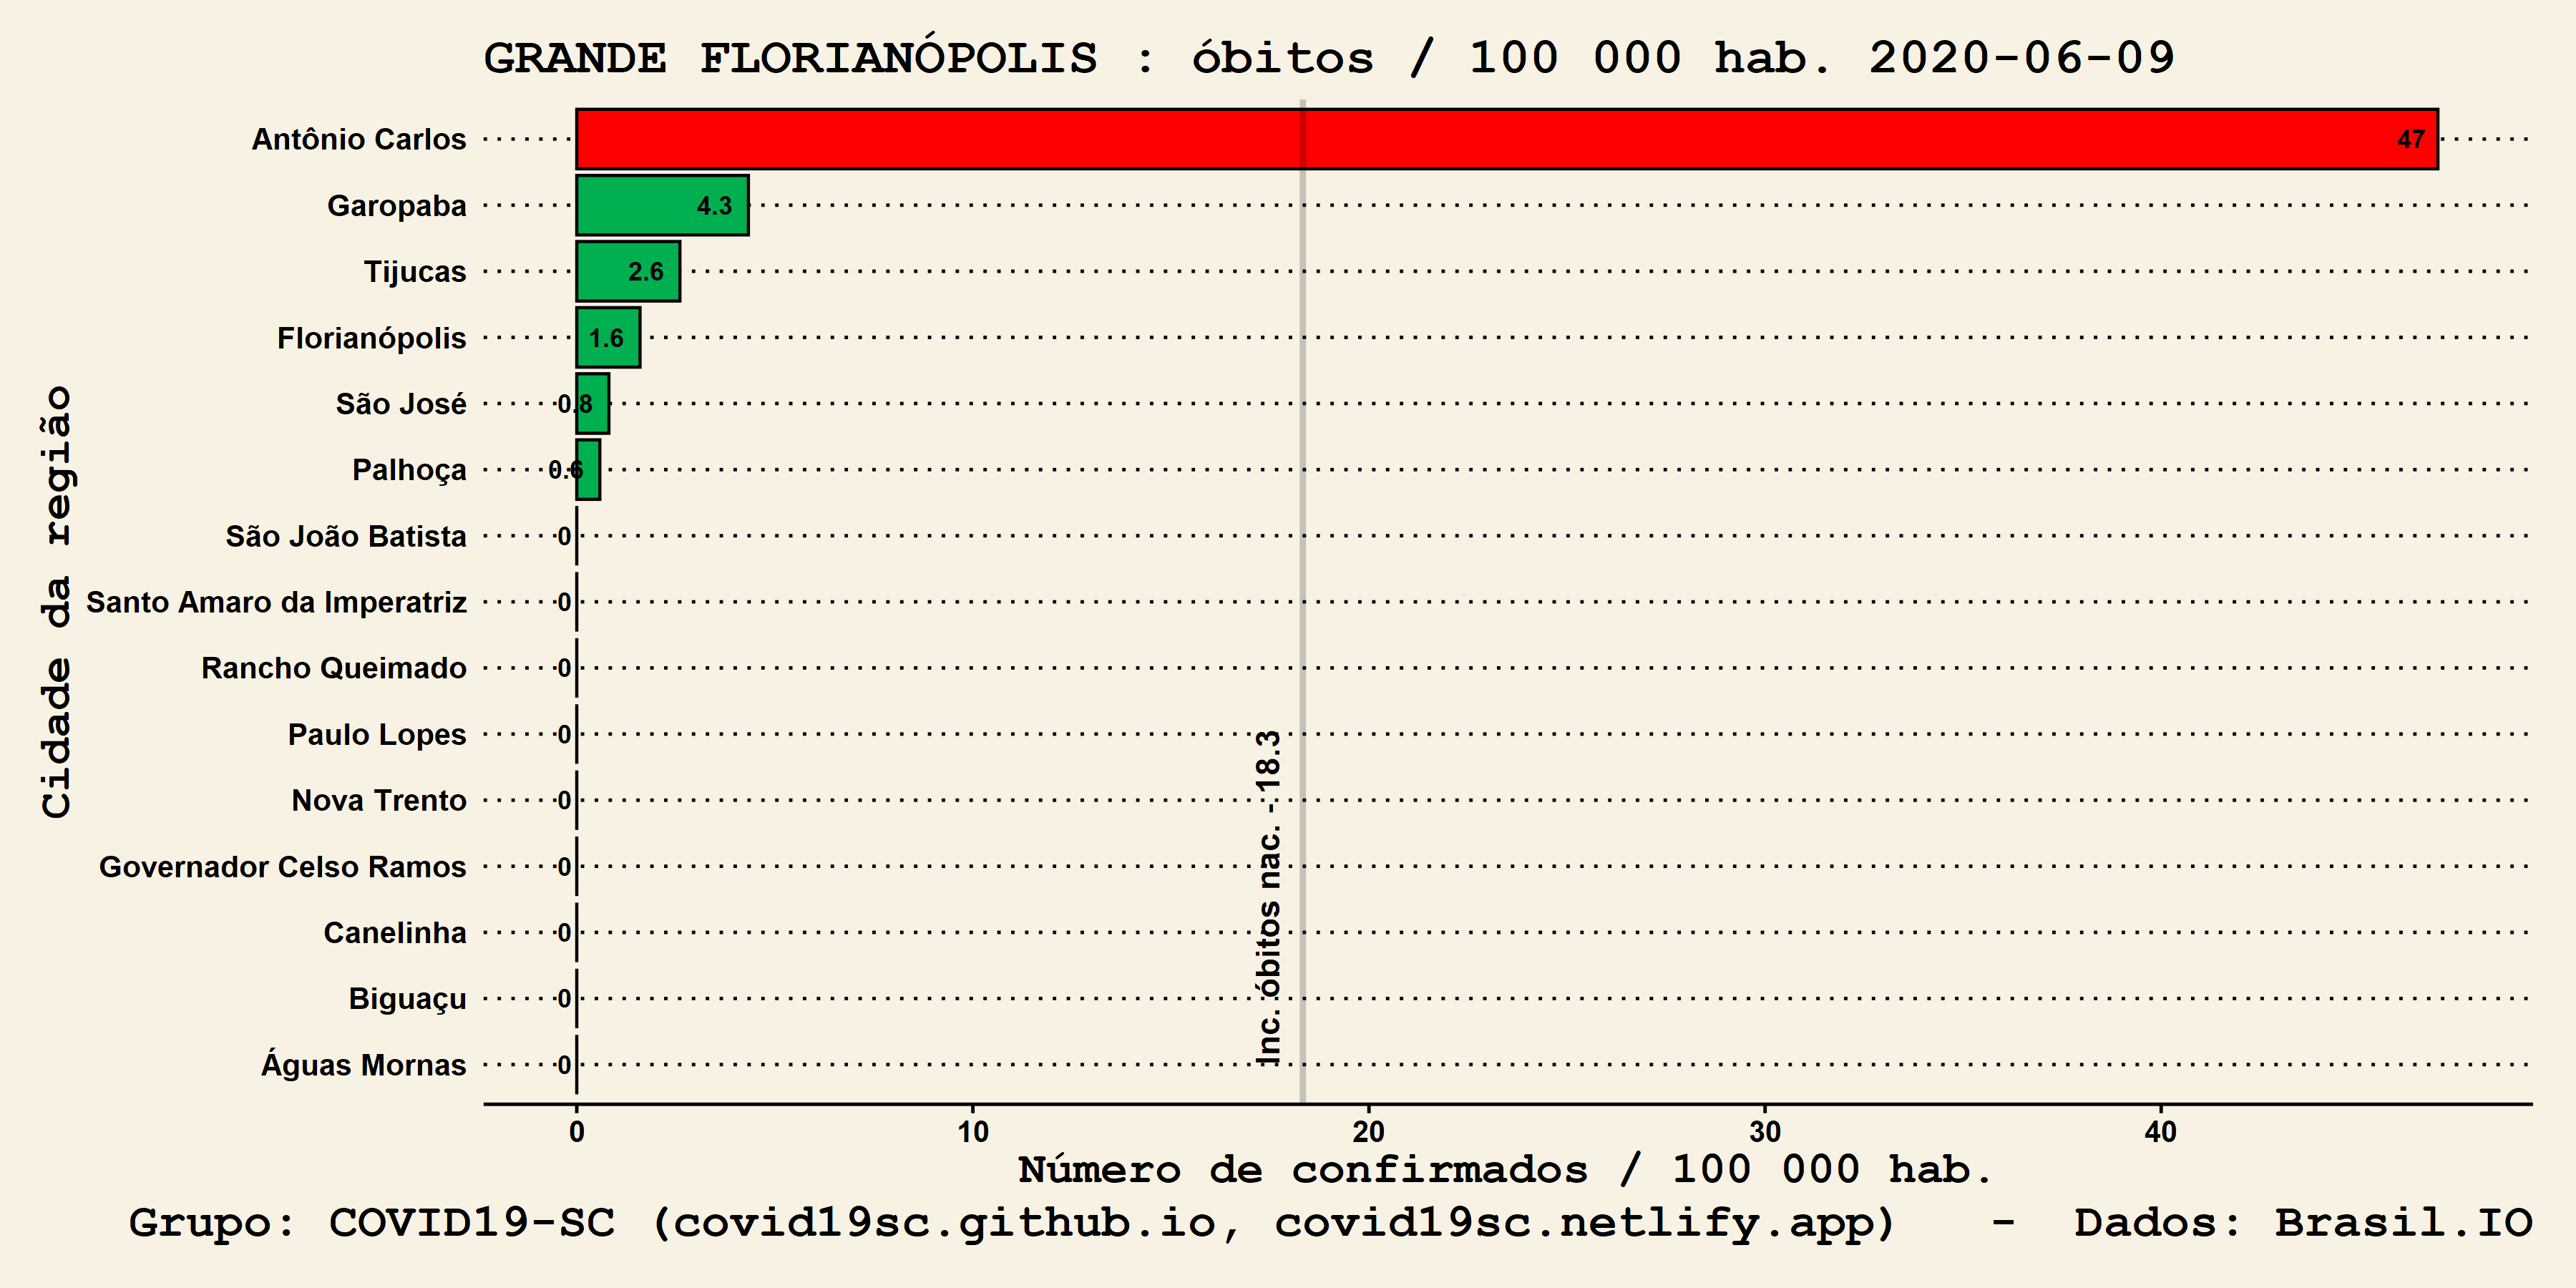 GRANDE FLORIANÓPOLIS : óbitos / 100 000 hab. 2020-06-09
Cidade da região
Antônio Carlos 47
Garopaba 4.3
Tijucas 2.6
Florianópolis 1.6
São José 0.8
Palhoça 0.6
São João Batista 0
Santo Amaro da Imperatriz 0
Rancho Queimado 0
Paulo Lopes 0
Nova Trento 0
Governador Celso Ramos 0
Canelinha 0
Biguaçu 0
Águas Mornas 0
Inc. óbitos nac. - 18.3
0 10 20 30 40
Número de confirmados / 100 000 hab.
Grupo: COVID19-SC (covid19sc.github.io, covid19sc.netlify.app) - Dados: Brasil.IO